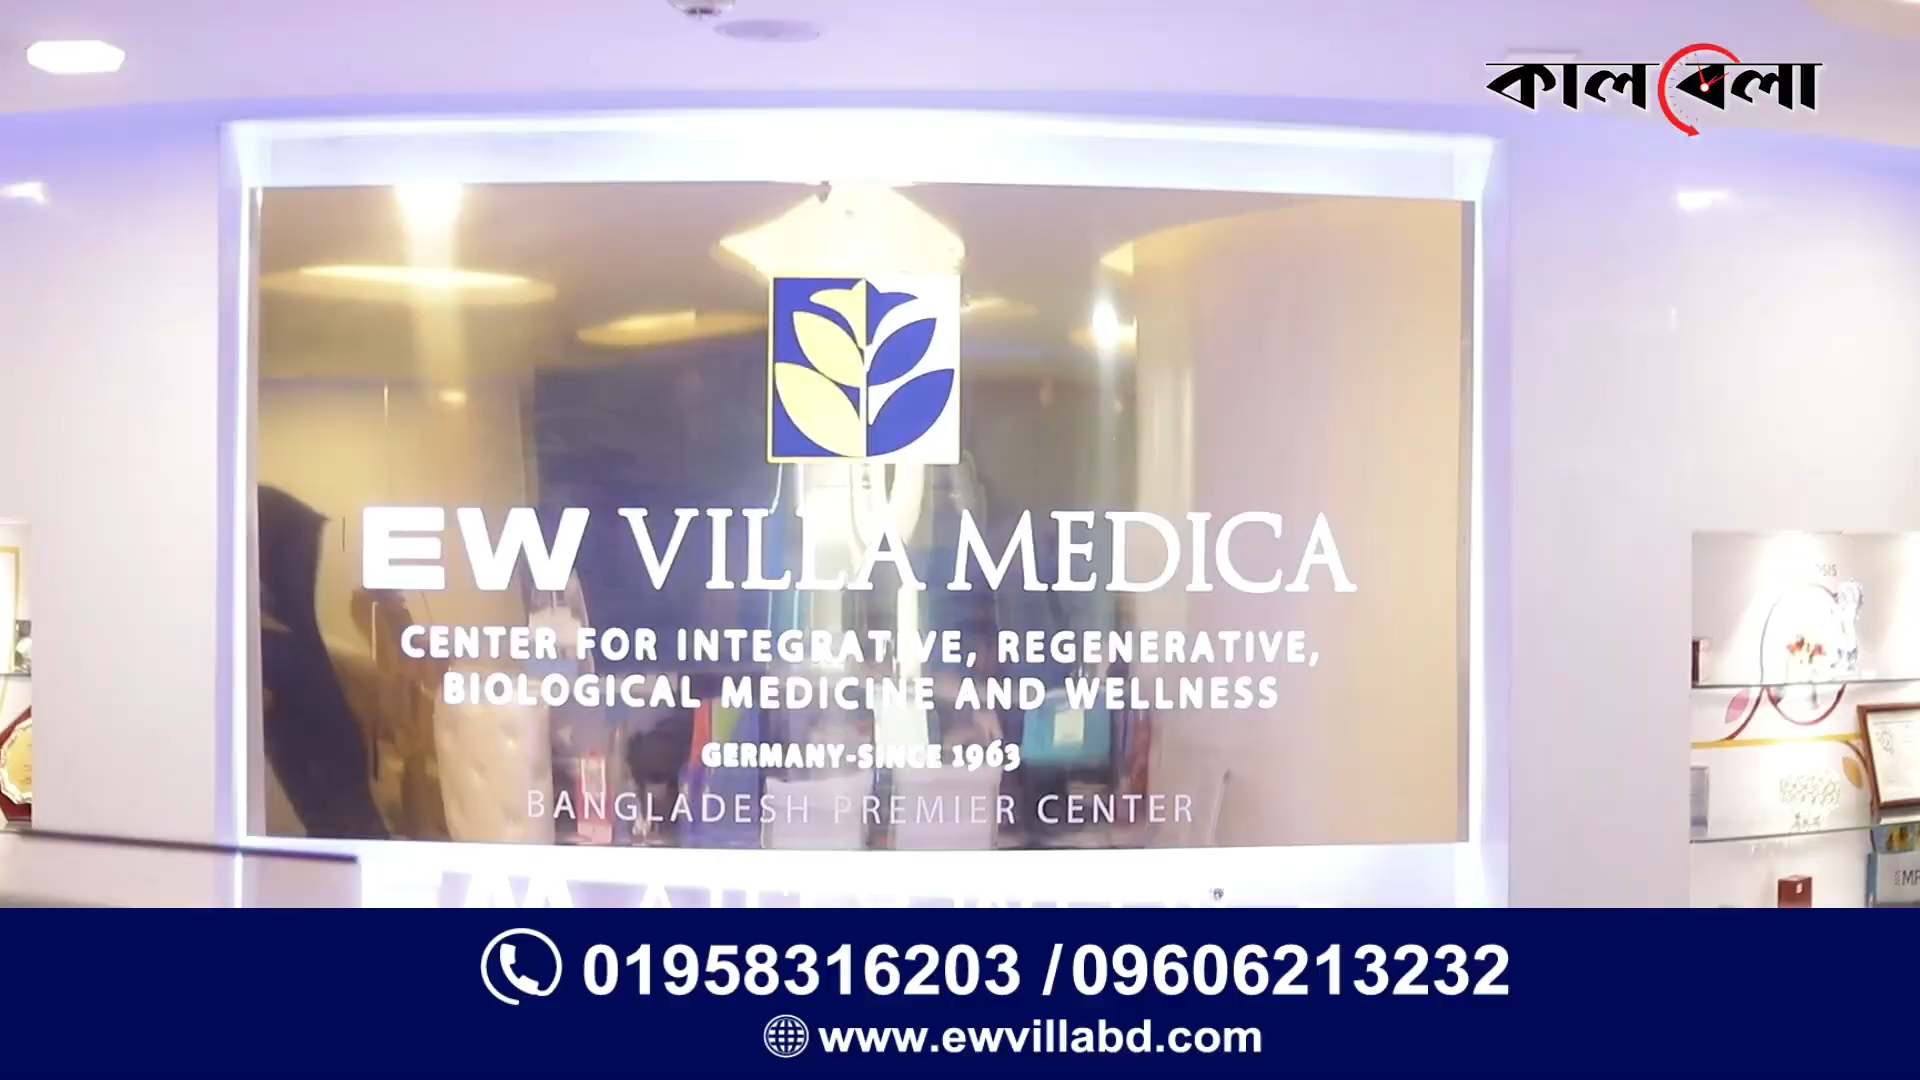 কালবেলা
EW VILLA MEDICA
CENTER FOR INTEGRATIVE, REGENERATIVE,
BIOLOGICAL MEDICINE AND WELLNESS
GERMANY-SINCE 1963
BANGLADESH PREMIER CENTER
01958316203 /09606213232
www.ewvillabd.com